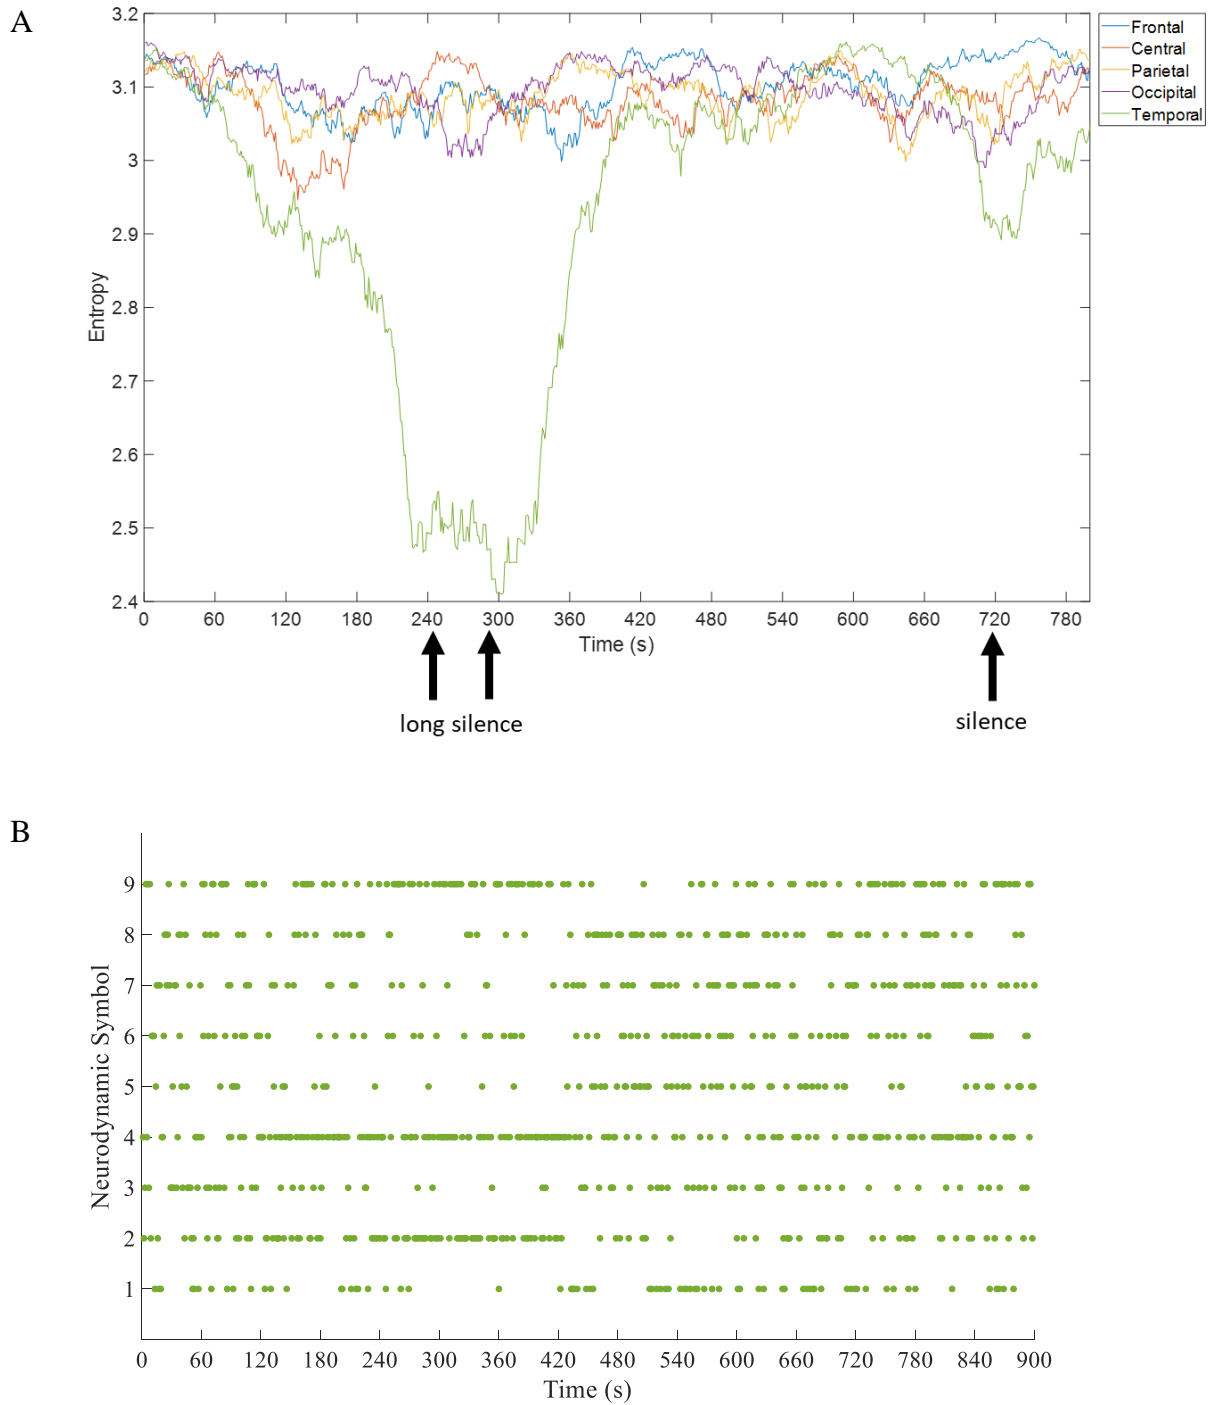 A
3.2
3.1
3
2.9
2.8
2.7
2.6
2.5
2.4
Entropy
0 60 120 180 240 300 360 420 480 540 600 660 720 780
Time (s)
Frontal
Central
Parietal
Occipital
Temporal
long silence
silence
B
9
8
7
6
5
4
3
2
1
Neurodynamic Symbol
0 60 120 180 240 300 360 420 480 540 600 660 720 780 840 900
Time (s)